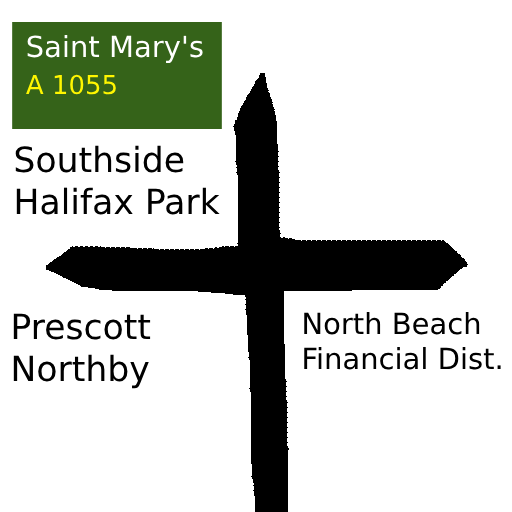 Saint Mary's
A 1055
Southside
Halifax Park
Prescott
Northby
North Beach
Financial Dist.